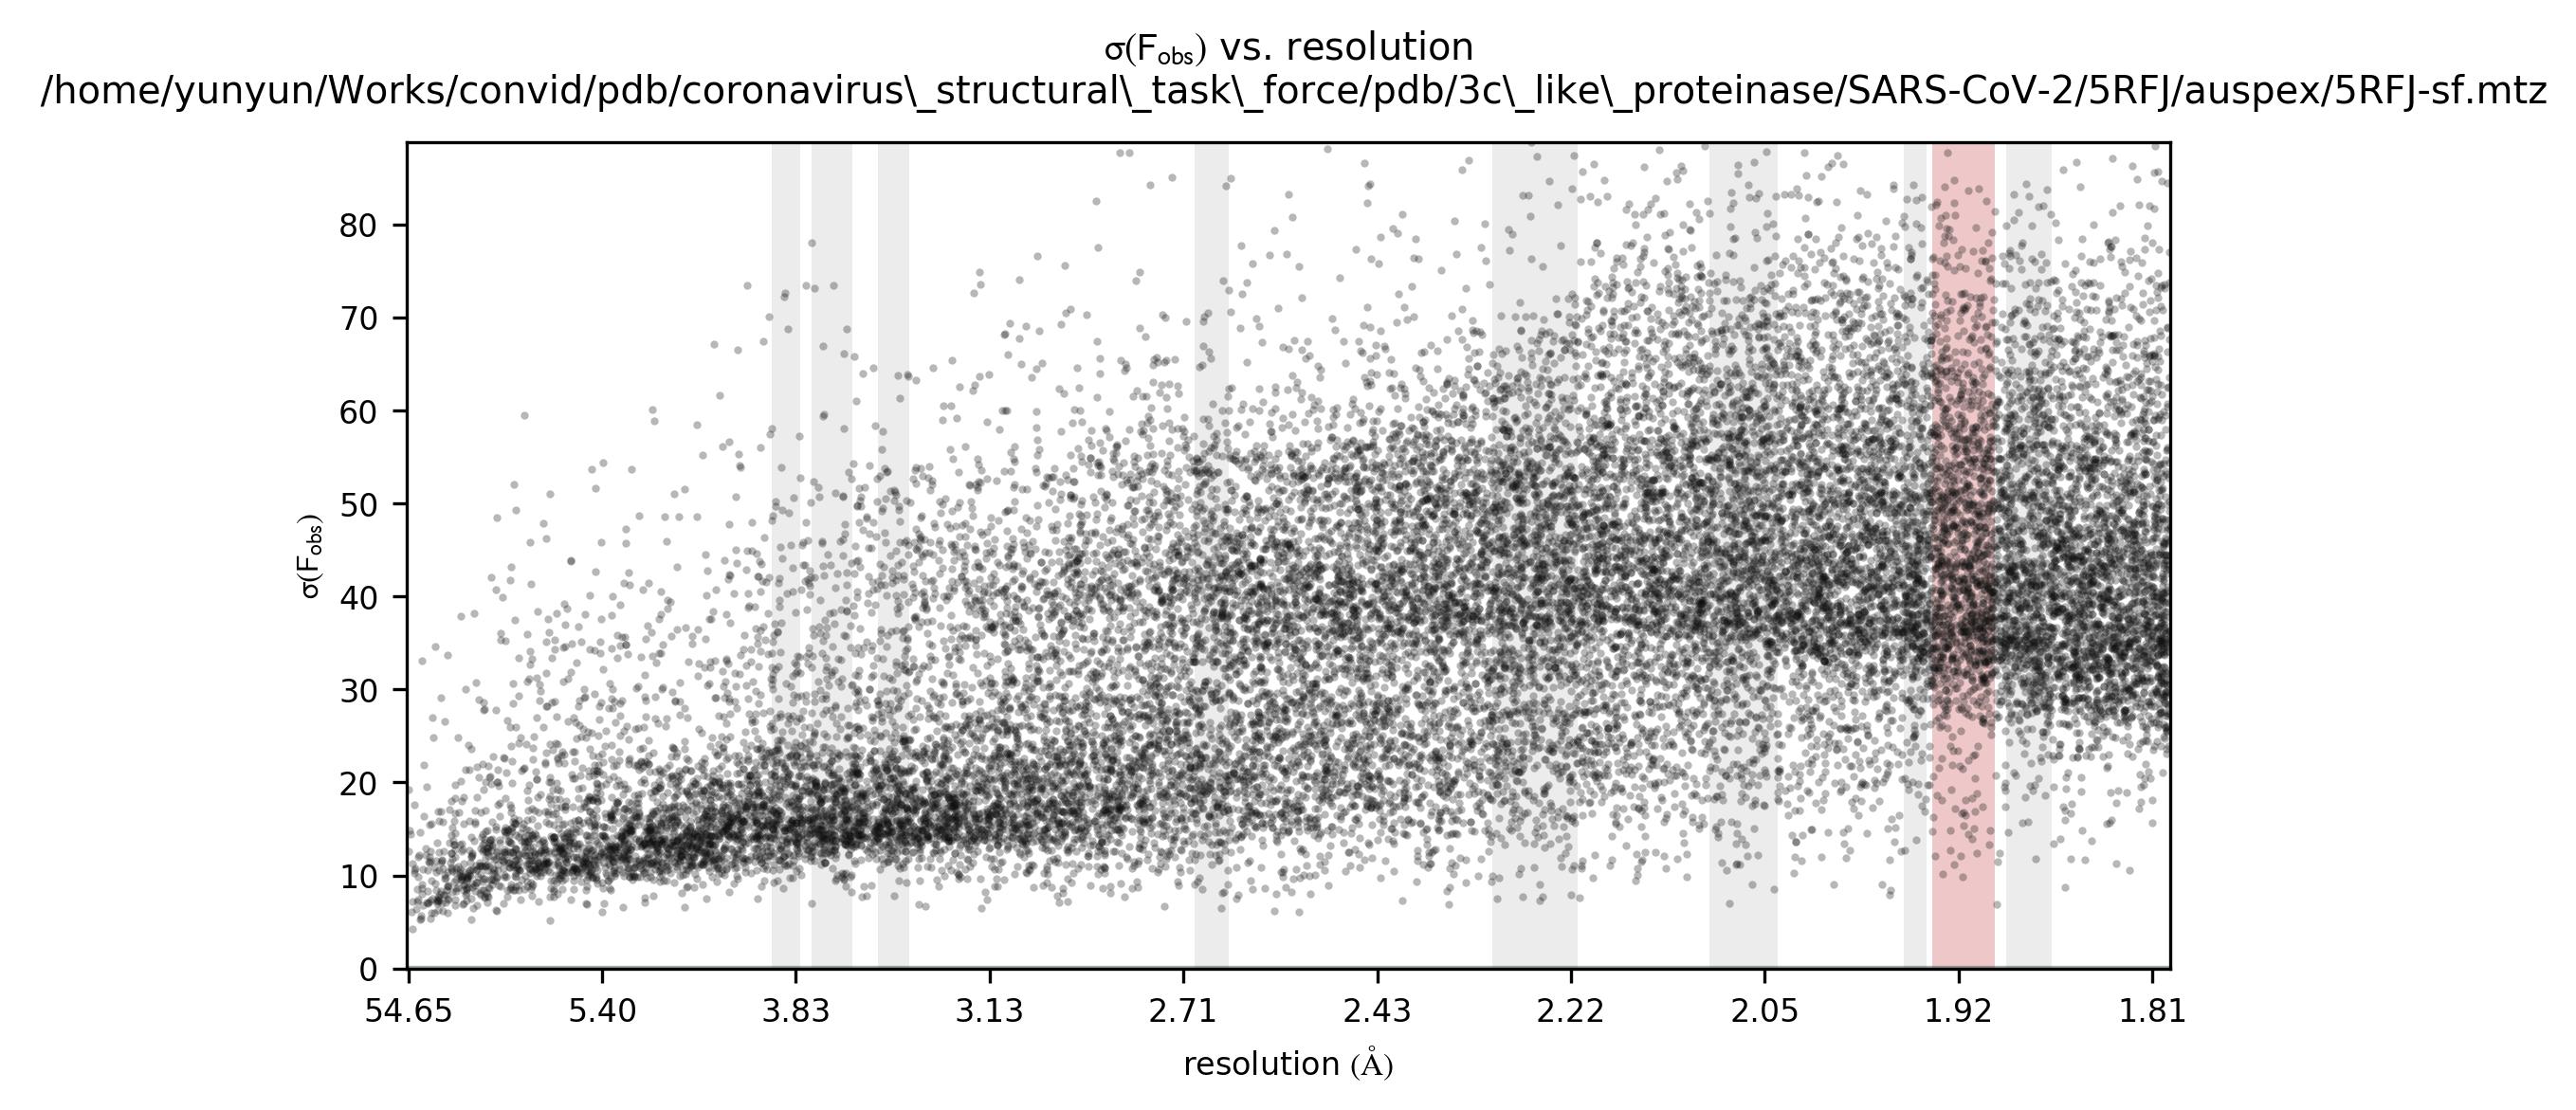 σ(Fobs) vs. resolution
/home/yunyun/Works/convid/pdb/coronavirus\_structural\_task\_force/pdb/3c\_like\_proteinase/SARS-CoV-2/5RFJ/auspex/5RFJ-sf.mtz
σ(Fobs)
80
70
60
50
40
30
20
10
0
54.65 5.40 3.83 3.13 2.71 2.43 2.22 2.05 1.92 1.81
resolution (Å)